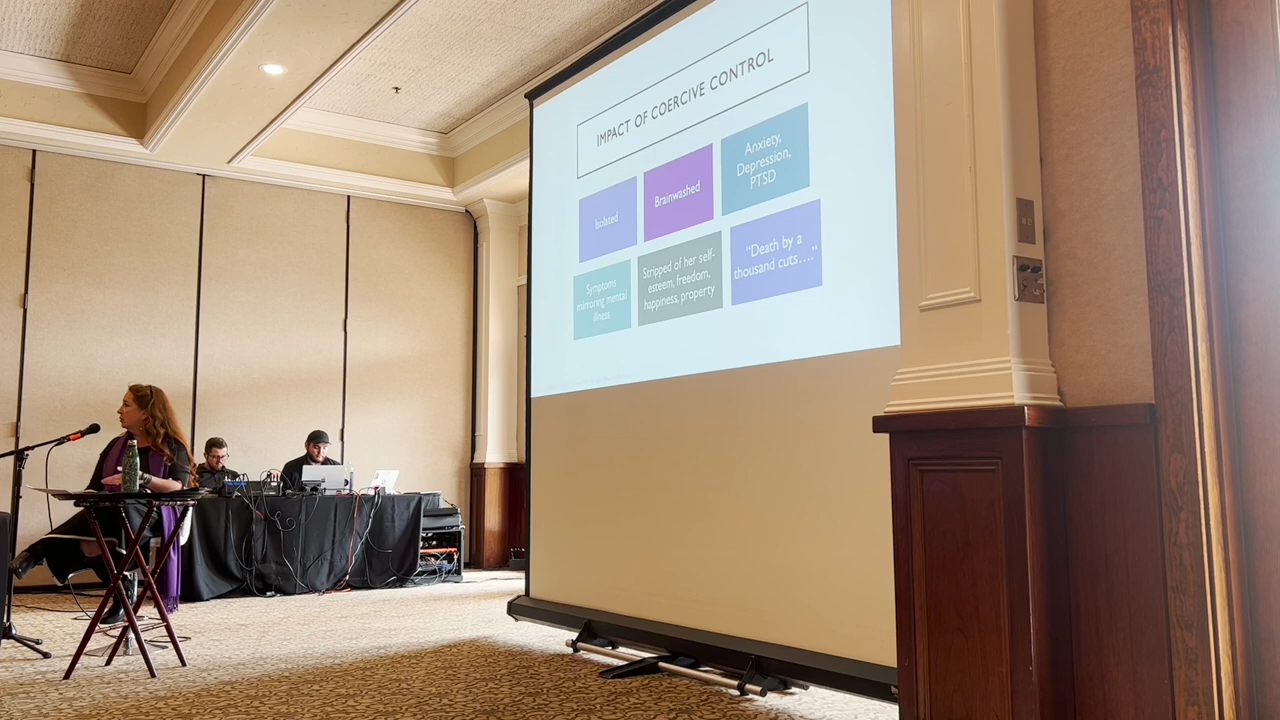 IMPACT OF COERCIVE CONTROL
Isolated
Brainwashed
Anxiety,
Depression,
PTSD
Symptoms
mirroring mental
illness
Stripped of her self-
esteem, freedom,
happiness, property
"Death by a
thousand cuts…."